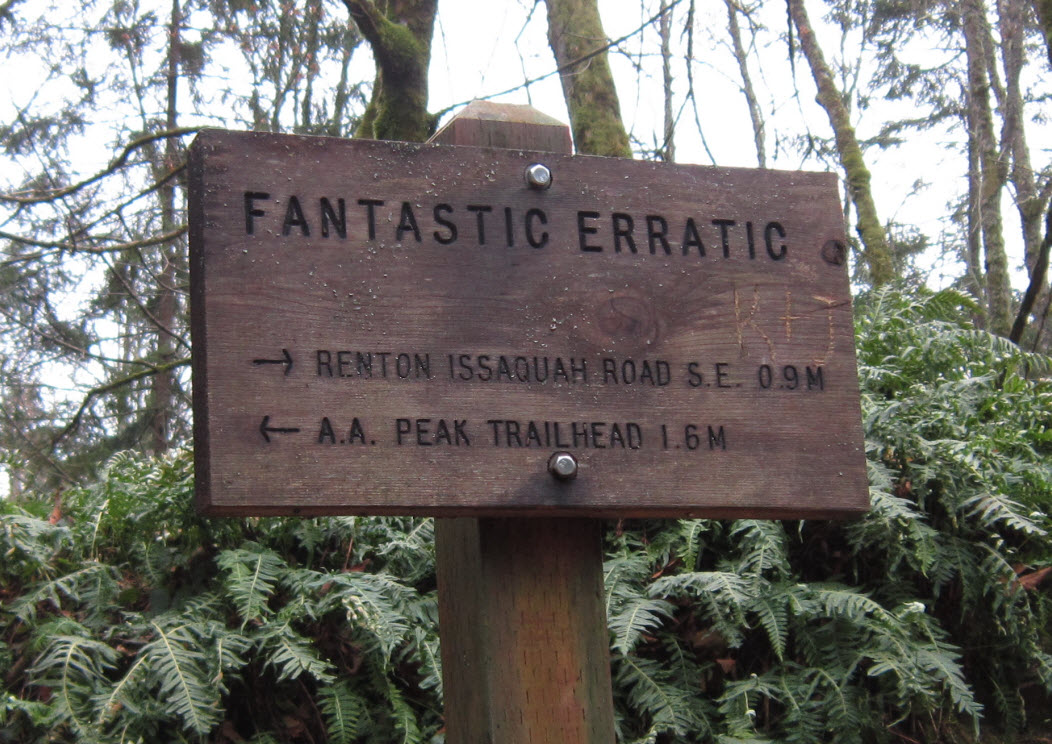 FANTASTIC ERRATIC
→ RENTON ISSAQUAH ROAD S.E. 0.9M
← A.A. PEAK TRAILHEAD 1.6M